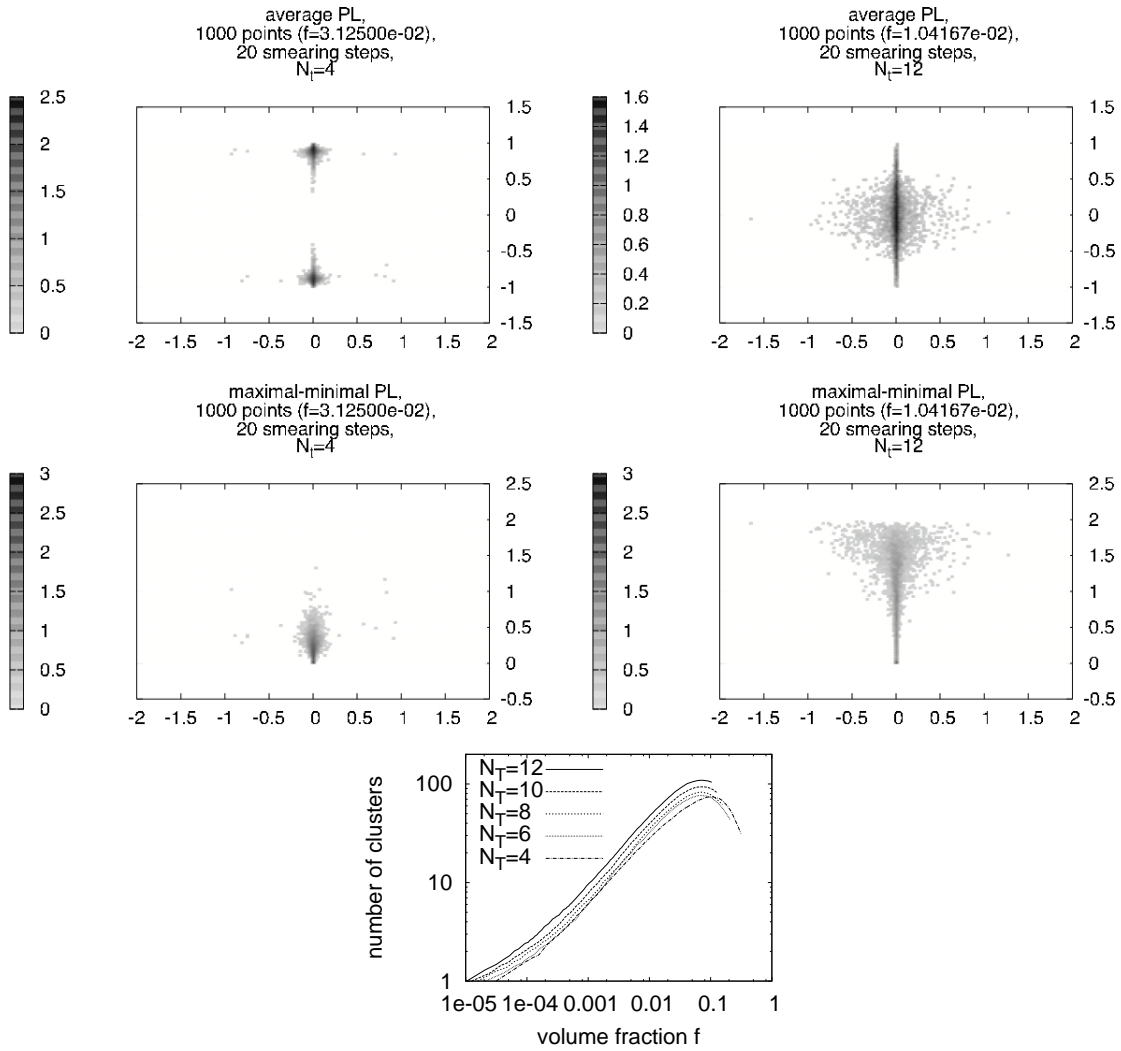 average PL,
1000 points (f=3.12500e-02),
20 smearing steps,
N_t=4
2.5
2
1.5
1
0.5
0
1.5
1
0.5
0
-0.5
-1
-1.5
-2 -1.5 -1 -0.5 0 0.5 1 1.5 2
average PL,
1000 points (f=1.04167e-02),
20 smearing steps,
N_t=12
1.6
1.4
1.2
1
0.8
0.6
0.4
0.2
0
1.5
1
0.5
0
-0.5
-1
-1.5
-2 -1.5 -1 -0.5 0 0.5 1 1.5 2
maximal-minimal PL,
1000 points (f=3.12500e-02),
20 smearing steps,
N_t=4
3
2.5
2
1.5
1
0.5
0
2.5
2
1.5
1
0.5
0
-0.5
-2 -1.5 -1 -0.5 0 0.5 1 1.5 2
maximal-minimal PL,
1000 points (f=1.04167e-02),
20 smearing steps,
N_t=12
3
2.5
2
1.5
1
0.5
0
2.5
2
1.5
1
0.5
0
-0.5
-2 -1.5 -1 -0.5 0 0.5 1 1.5 2
number of clusters
100
10
1
N_T=12
N_T=10
N_T=8
N_T=6
N_T=4
1e-05 1e-04 0.001 0.01 0.1 1
volume fraction f